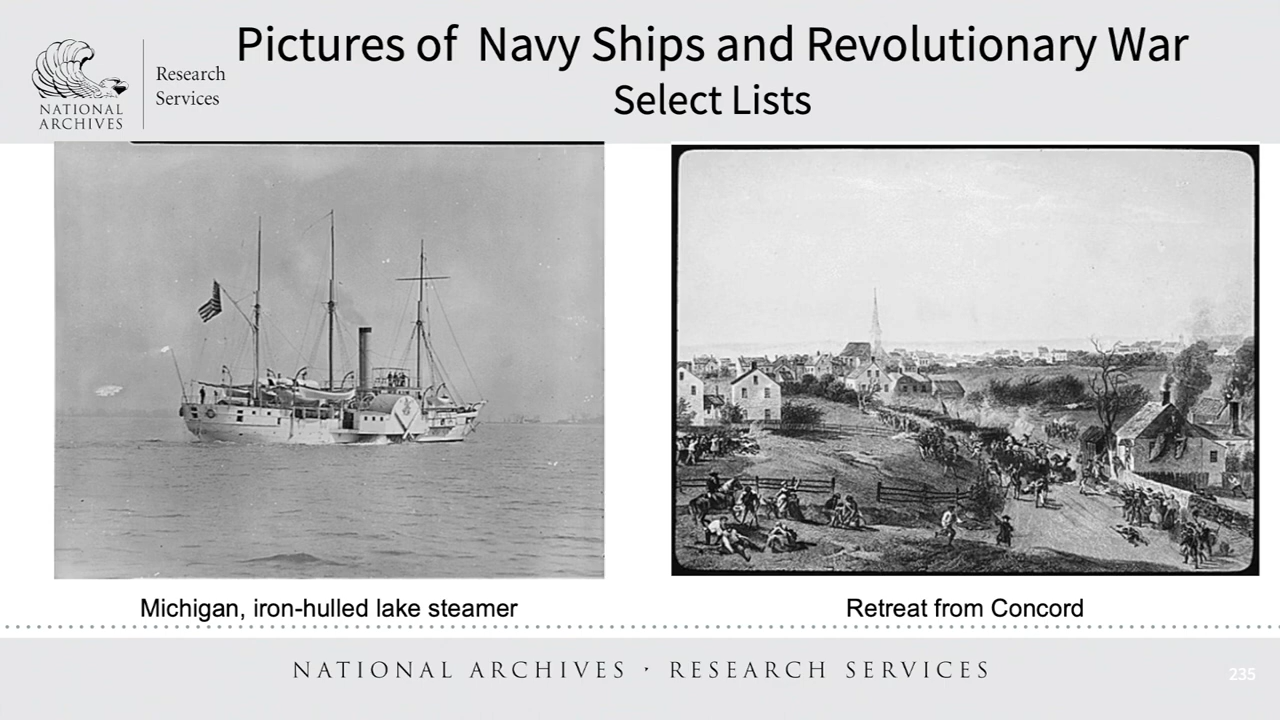 Pictures of Navy Ships and Revolutionary War
Select Lists
NATIONAL
ARCHIVES
Research
Services
Michigan, iron-hulled lake steamer
Retreat from Concord
NATIONAL ARCHIVES · RESEARCH SERVICES
235